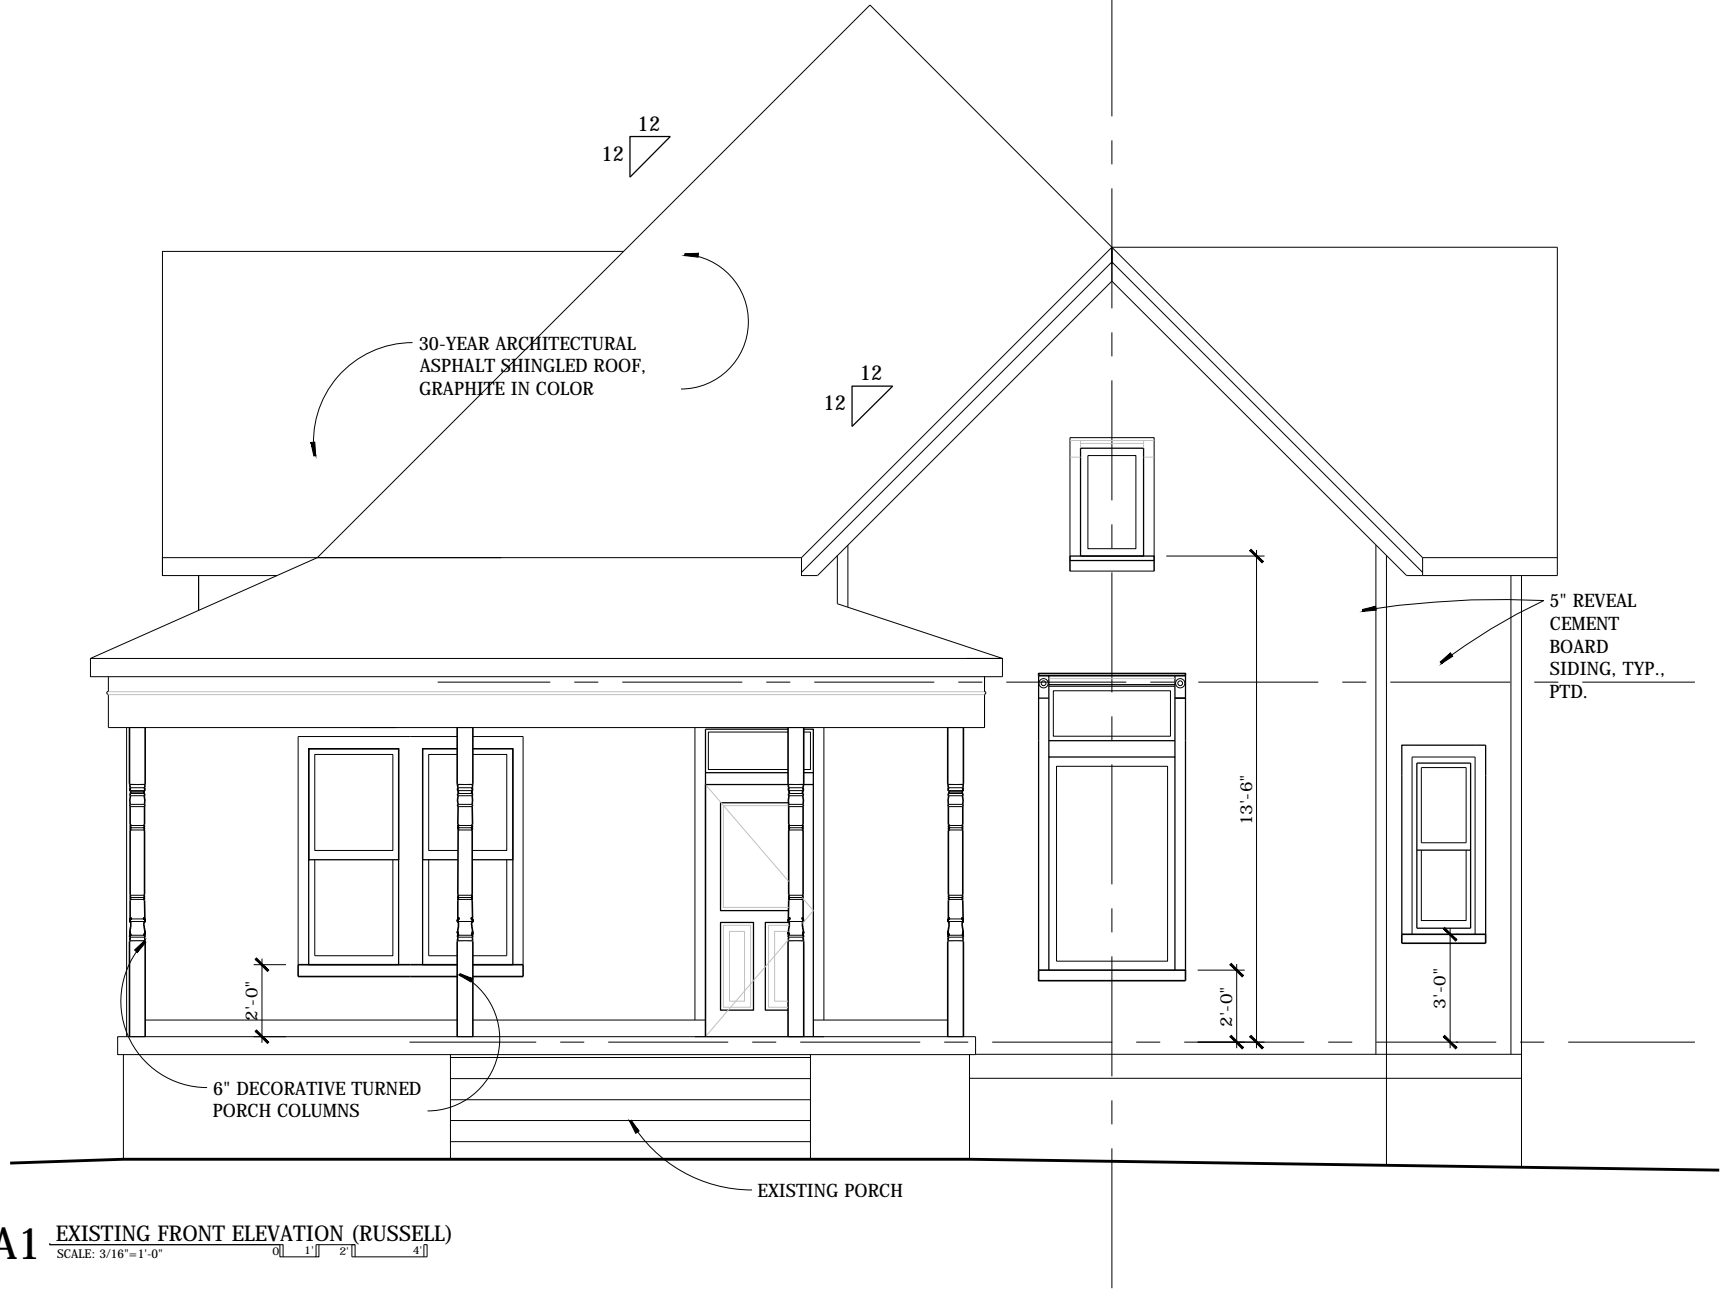 12
12
30-YEAR ARCHITECTURAL
ASPHALT SHINGLED ROOF,
GRAPHITE IN COLOR
12
12
5" REVEAL
CEMENT
BOARD
SIDING, TYP.,
PTD.
13'-6"
2'-0"
2'-0"
3'-0"
6" DECORATIVE TURNED
PORCH COLUMNS
EXISTING PORCH
A1 EXISTING FRONT ELEVATION (RUSSELL)
SCALE: 3/16"=1'-0" 0 1' 2' 4'